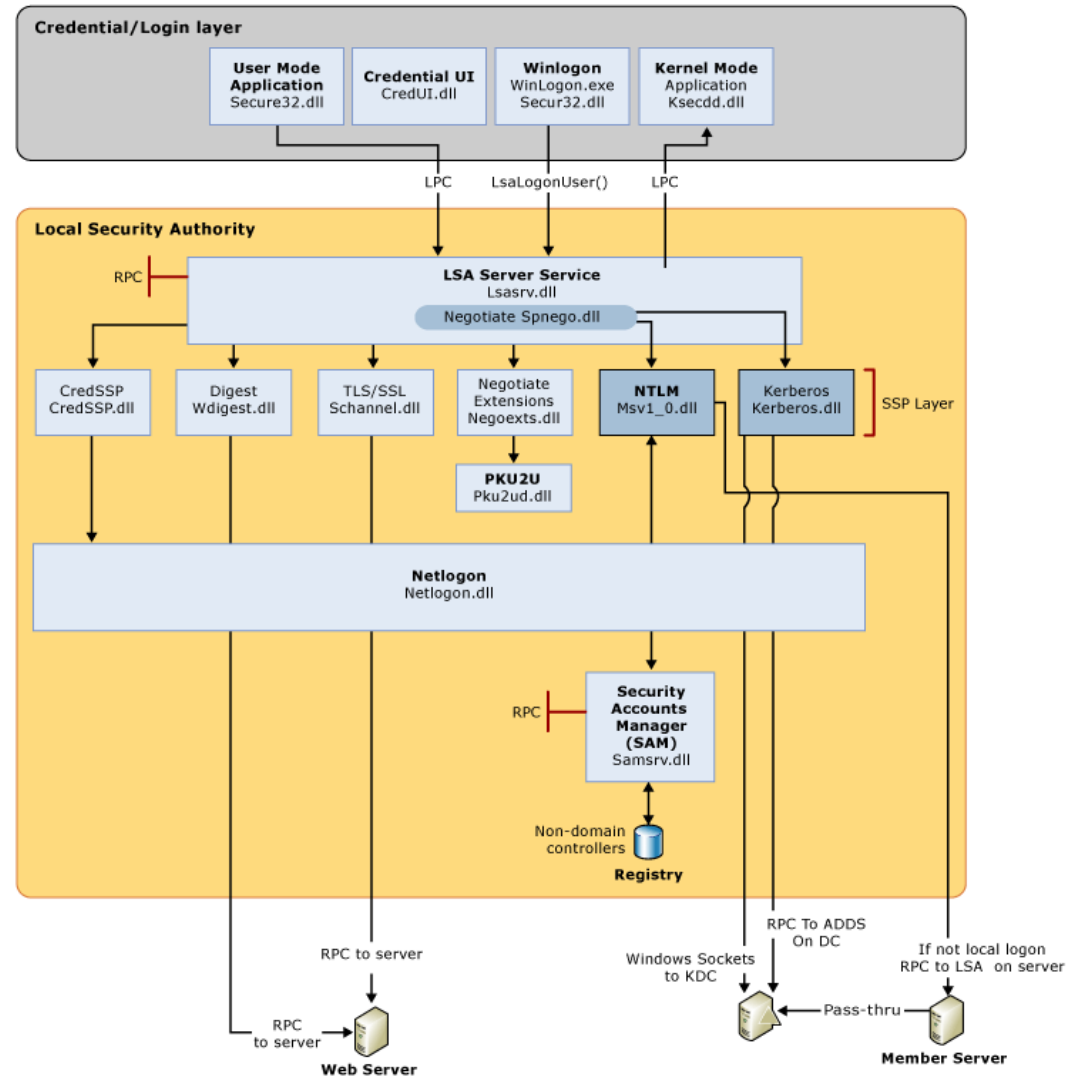 Credential/Login layer
User Mode
Application
Secure32.dll
Credential UI
CredUI.dll
Winlogon
WinLogon.exe
Secur32.dll
Kernel Mode
Application
Ksecdd.dll
LPC
LsaLogonUser()
LPC
Local Security Authority
RPC
LSA Server Service
Lsasrv.dll
Negotiate Spnego.dll
CredSSP
CredSSP.dll
Digest
Wdigest.dll
TLS/SSL
Schannel.dll
Negotiate
Extensions
Negoexts.dll
NTLM
Msv1_0.dll
Kerberos
Kerberos.dll
SSP Layer
PKU2U
Pku2ud.dll
Netlogon
Netlogon.dll
RPC
Security
Accounts
Manager
(SAM)
Samsrv.dll
Non-domain
controllers
Registry
RPC to server
RPC
to server
Web Server
Windows Sockets
to KDC
RPC To ADDS
On DC
If not local logon
RPC to LSA on server
Pass-thru
Member Server